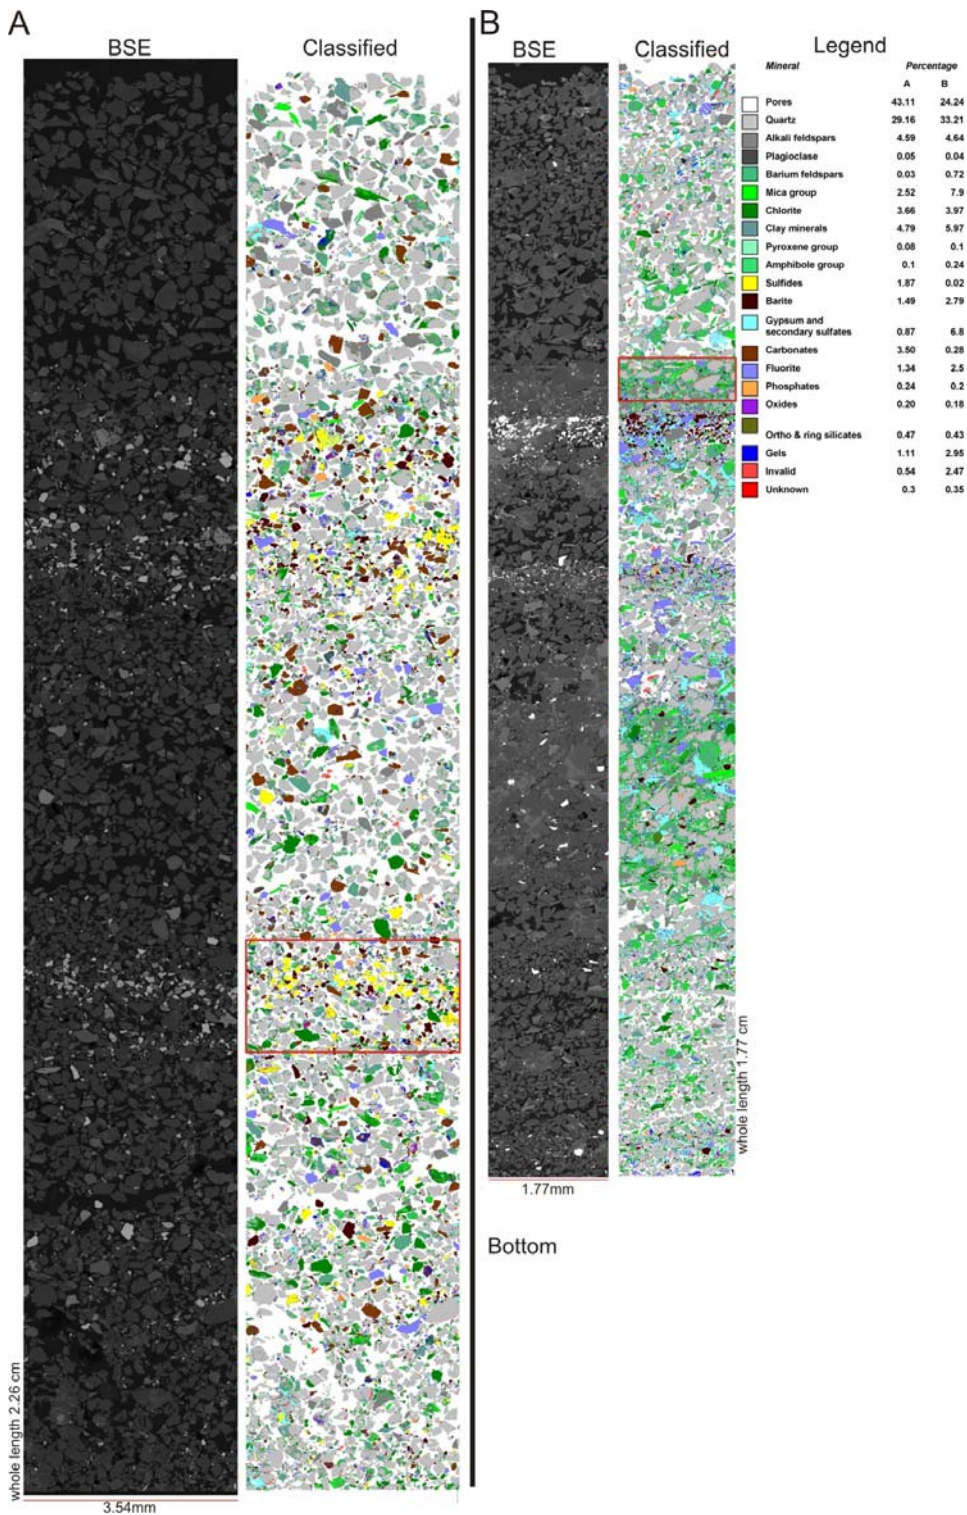 A
BSE
Classified
B
BSE
Classified
Legend
Mineral Percentage
A B
Pores 43.11 24.24
Quartz 29.16 33.21
Alkali feldspars 4.59 4.64
Plagioclase 0.05 0.04
Barium feldspars 0.03 0.72
Mica group 2.52 7.9
Chlorite 3.66 3.97
Clay minerals 4.79 5.97
Pyroxene group 0.08 0.1
Amphibole group 0.1 0.24
Sulfides 1.87 0.02
Barite 1.49 2.79
Gypsum and
secondary sulfates 0.87 6.8
Carbonates 3.50 0.28
Fluorite 1.34 2.5
Phosphates 0.24 0.2
Oxides 0.20 0.18
Ortho & ring silicates 0.47 0.43
Gels 1.11 2.95
Invalid 0.54 2.47
Unknown 0.3 0.35
whole length 1.77 cm
1.77mm
Bottom
whole length 2.26 cm
3.54mm